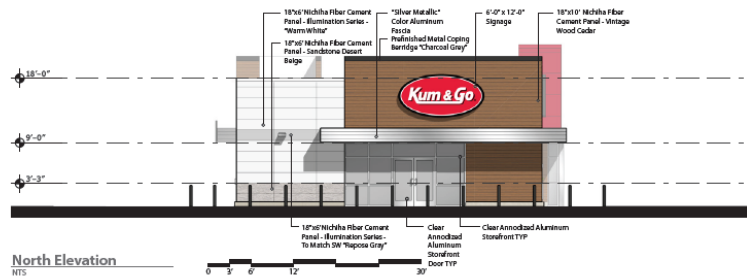 18"x6' Nichiha Fiber Cement
Panel - Illumination Series -
"Warm White"
18"x6' Nichiha Fiber Cement
Panel - Sandstone Desert
Beige
"Silver Metallic"
Color Aluminum
Fascia
Prefinished Metal Coping
Berridge "Charcoal Grey"
6'-0" x 12'-0"
Signage
18"x10' Nichiha Fiber
Cement Panel - Vintage
Wood Cedar
18'-0"
Kum & Go
9'-0"
3'-3"
18"x6' Nichiha Fiber Cement
Panel - Illumination Series -
To Match SW "Repose Gray"
Clear
Annodized
Aluminum
Storefront
Door TYP
Clear Annodized Aluminum
Storefront TYP
North Elevation
NTS
0 3' 6' 12' 30'